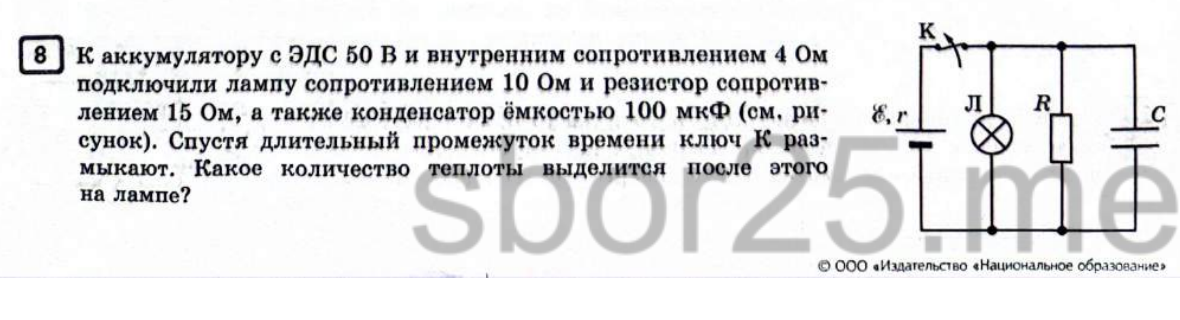 8 К аккумулятору с ЭДС 50 В и внутренним сопротивлением 4 Ом
подключили лампу сопротивлением 10 Ом и резистор сопротив-
лением 15 Ом, а также конденсатор ёмкостью 100 мкФ (см. ри-
сунок). Спустя длительный промежуток времени ключ К раз-
мыкают. Какое количество теплоты выделится после этого
на лампе?
К
ℰ, r
Л
R
C
sbor25.me
© ООО «Издательство «Национальное образование»